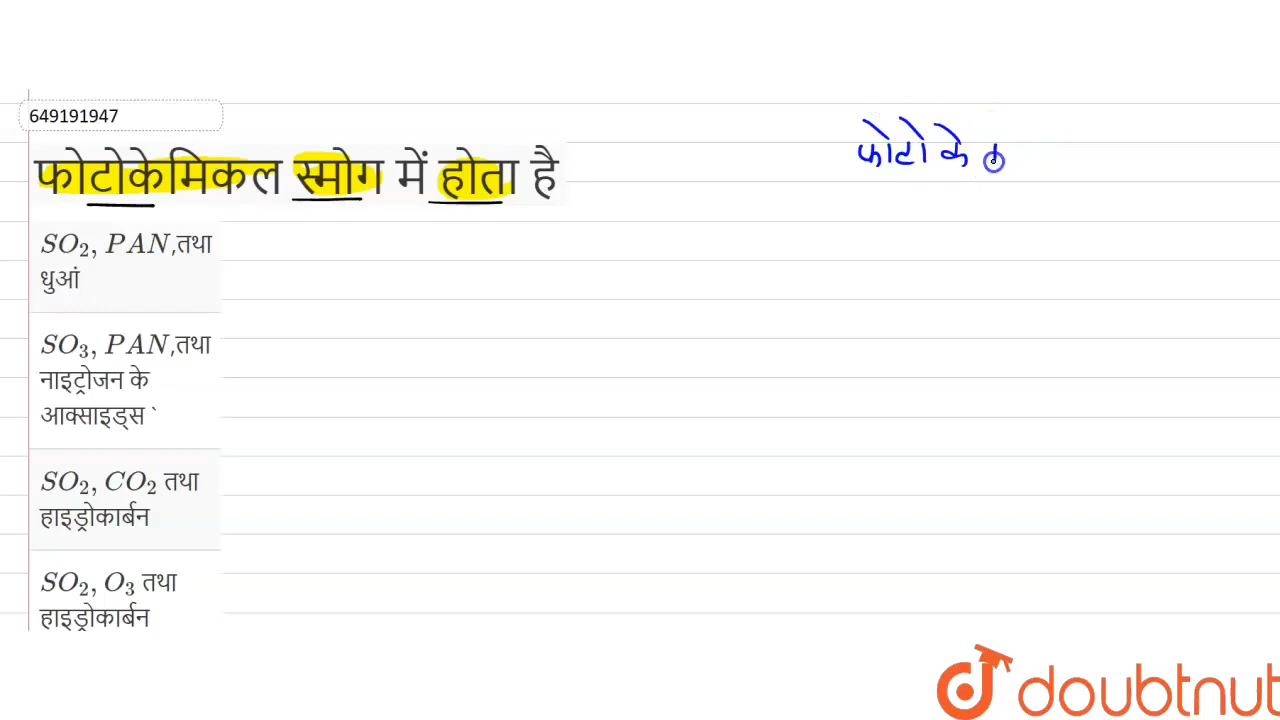 649191947
फोटोकेमिकल स्मोग में होता है
SO₂, PAN,तथा
धुआं
SO₃, PAN,तथा
नाइट्रोजन के
आक्साइड्स `
SO₂, CO₂ तथा
हाइड्रोकार्बन
SO₂, O₃ तथा
हाइड्रोकार्बन
फोटो के
doubtnut